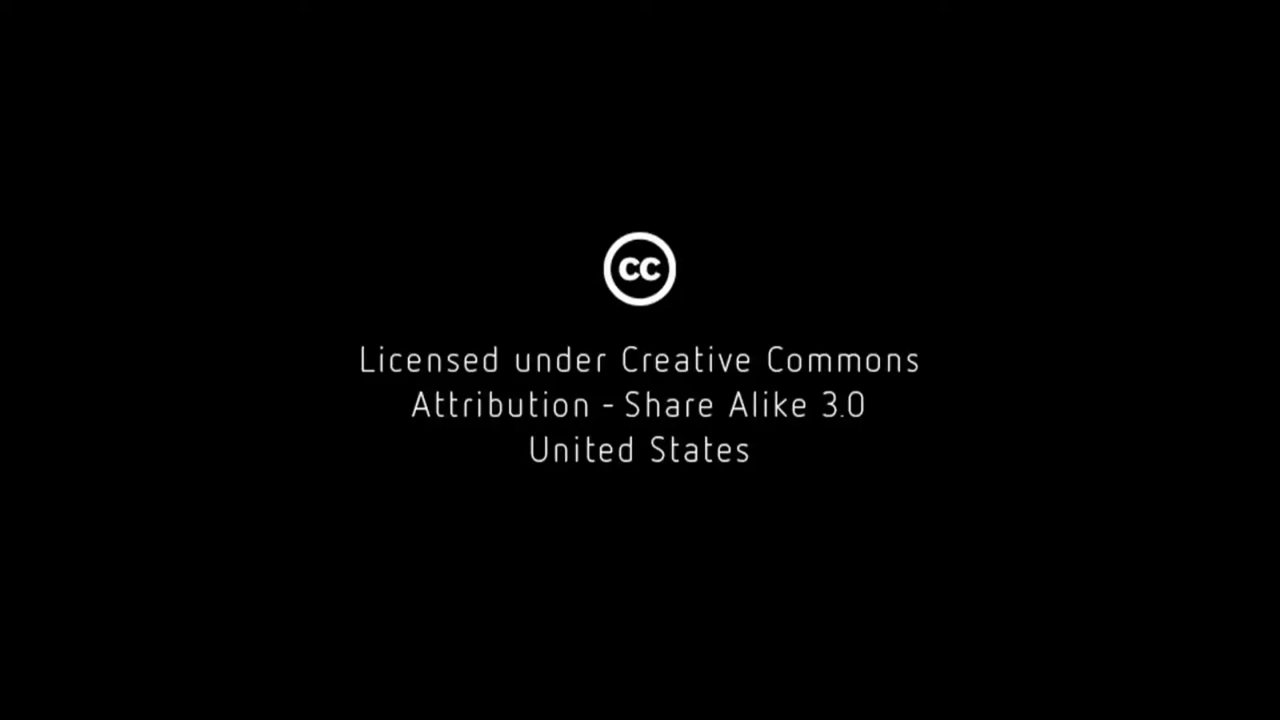 cc
Licensed under Creative Commons
Attribution - Share Alike 3.0
United States